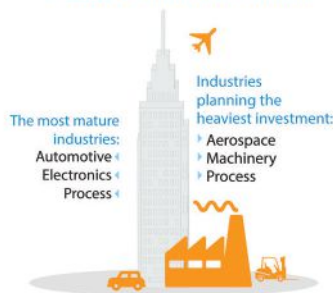 The most mature
industries:
Automotive
Electronics
Process
Industries
planning the
heaviest investment:
Aerospace
Machinery
Process